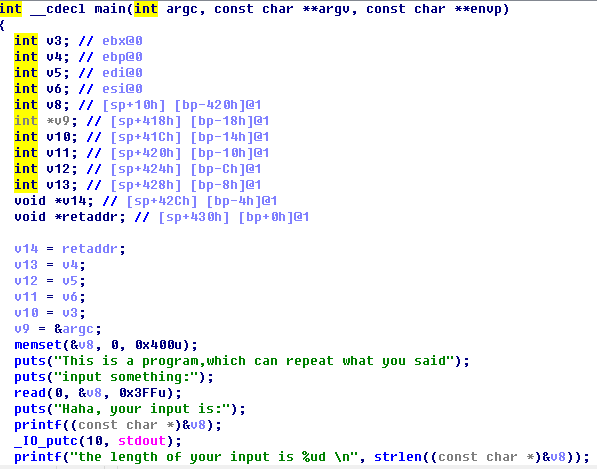 int __cdecl main(int argc, const char **argv, const char **envp)
{
int v3; // ebx@0
int v4; // ebp@0
int v5; // edi@0
int v6; // esi@0
int v8; // [sp+10h] [bp-420h]@1
int *v9; // [sp+418h] [bp-18h]@1
int v10; // [sp+41Ch] [bp-14h]@1
int v11; // [sp+420h] [bp-10h]@1
int v12; // [sp+424h] [bp-Ch]@1
int v13; // [sp+428h] [bp-8h]@1
void *v14; // [sp+42Ch] [bp-4h]@1
void *retaddr; // [sp+430h] [bp+0h]@1
v14 = retaddr;
v13 = v4;
v12 = v5;
v11 = v6;
v10 = v3;
v9 = &argc;
memset(&v8, 0, 0x400u);
puts("This is a program,which can repeat what you said");
puts("input something:");
read(0, &v8, 0x3FFu);
puts("Haha, your input is:");
printf((const char *)&v8);
_IO_putc(10, stdout);
printf("the length of your input is %ud \n", strlen((const char *)&v8));